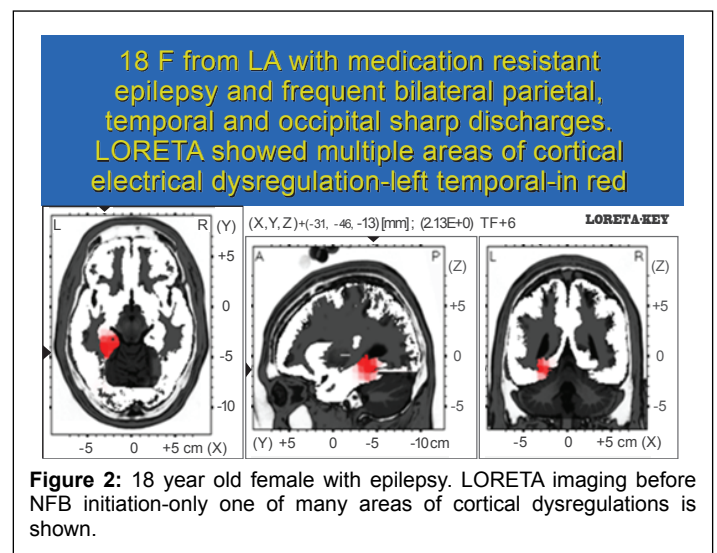 18 F from LA with medication resistant
epilepsy and frequent bilateral parietal,
temporal and occipital sharp discharges.
LORETA showed multiple areas of cortical
electrical dysregulation-left temporal-in red
L R (Y) (X,Y,Z)+(-31, -46, -13)[mm]; (2.13E+0) TF+6 LORETA-KEY
A P (Z) L R (Z)
+5 +5 +5
0 0 0
-5 -5 -5
-10
-5 0 +5 cm (X) (Y) +5 0 -5 -10cm -5 0 +5 cm (X)
Figure 2: 18 year old female with epilepsy. LORETA imaging before
NFB initiation-only one of many areas of cortical dysregulations is
shown.